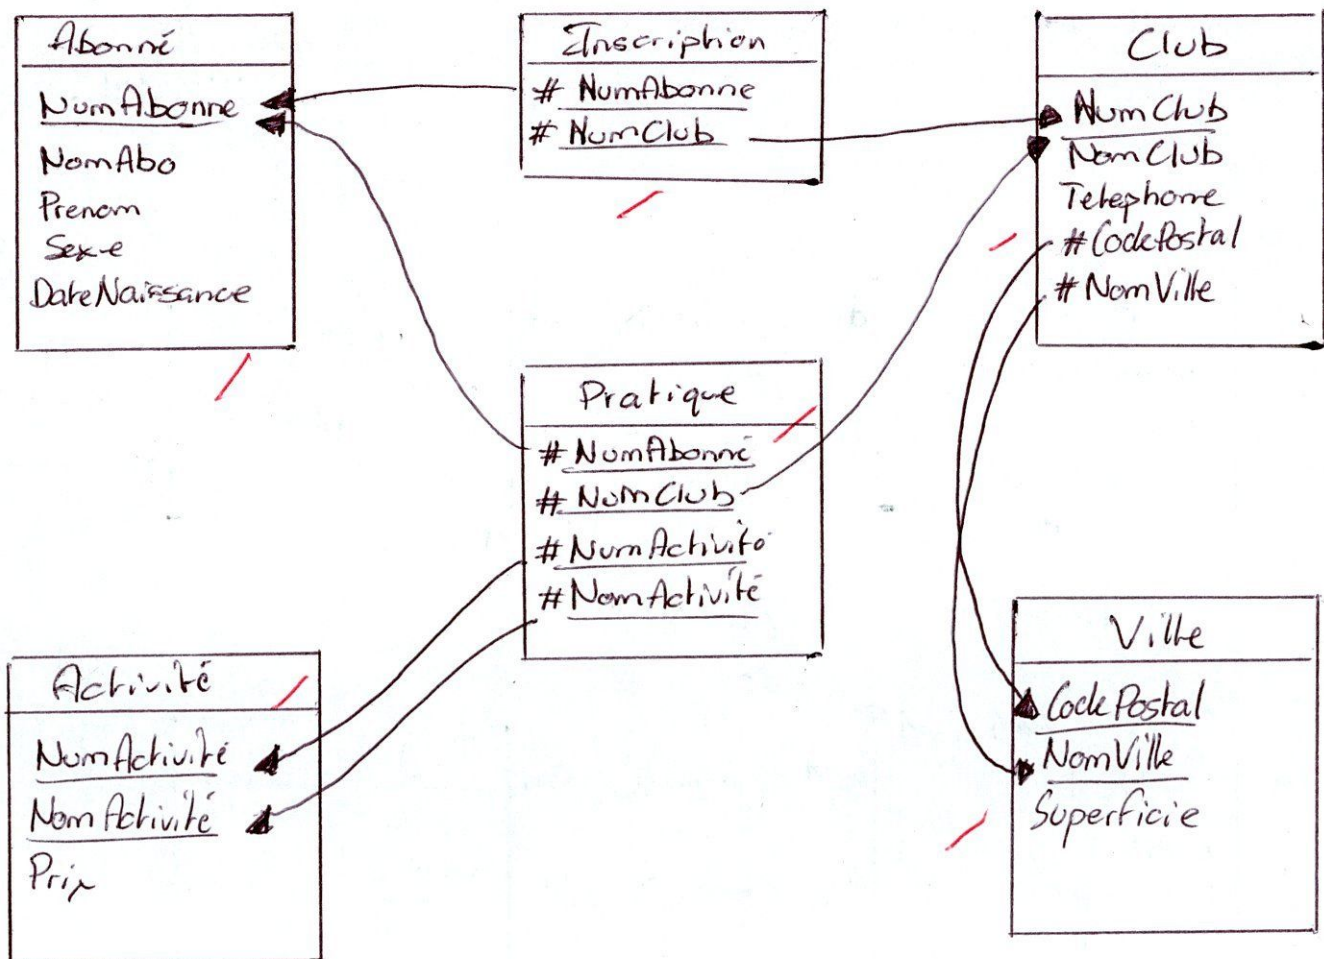 Abonné
NumAbonne
NomAbo
Prenom
Sexe
DateNaissance
Inscription
# NumAbonne
# NumClub
Club
NumClub
NomClub
Telephone
#CodePostal
#NomVille
Pratique
# NumAbonné
# NumClub
# NumActivité
# NomActivité
Activité
NumActivité
NomActivité
Prix
Ville
CodePostal
NomVille
Superficie